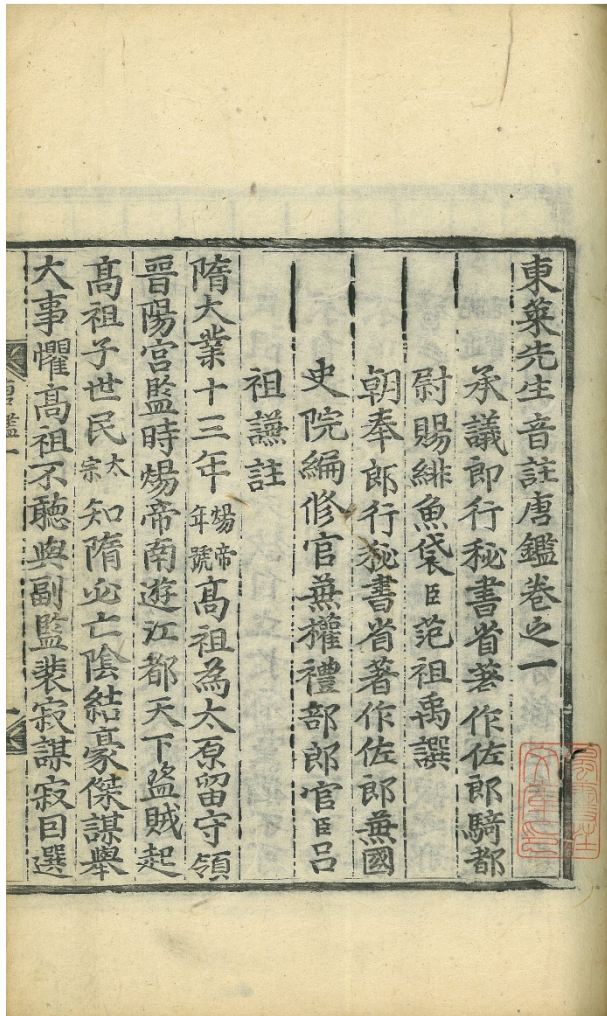 東萊先生音註唐鑑卷之一
承議郎行秘書省著作佐郎騎都
尉賜緋魚袋臣范祖禹譔
朝奉郎行秘書省著作佐郎兼國
史院編修官兼權禮部郎官臣呂
祖謙註
隋大業十三年煬帝年號高祖為太原留守領
晉陽宮監時煬帝南遊江都天下盜賊起
高祖子世民太宗知隋必亡陰結豪傑謀舉
大事懼高祖不聽與副監裴寂謀寂因選